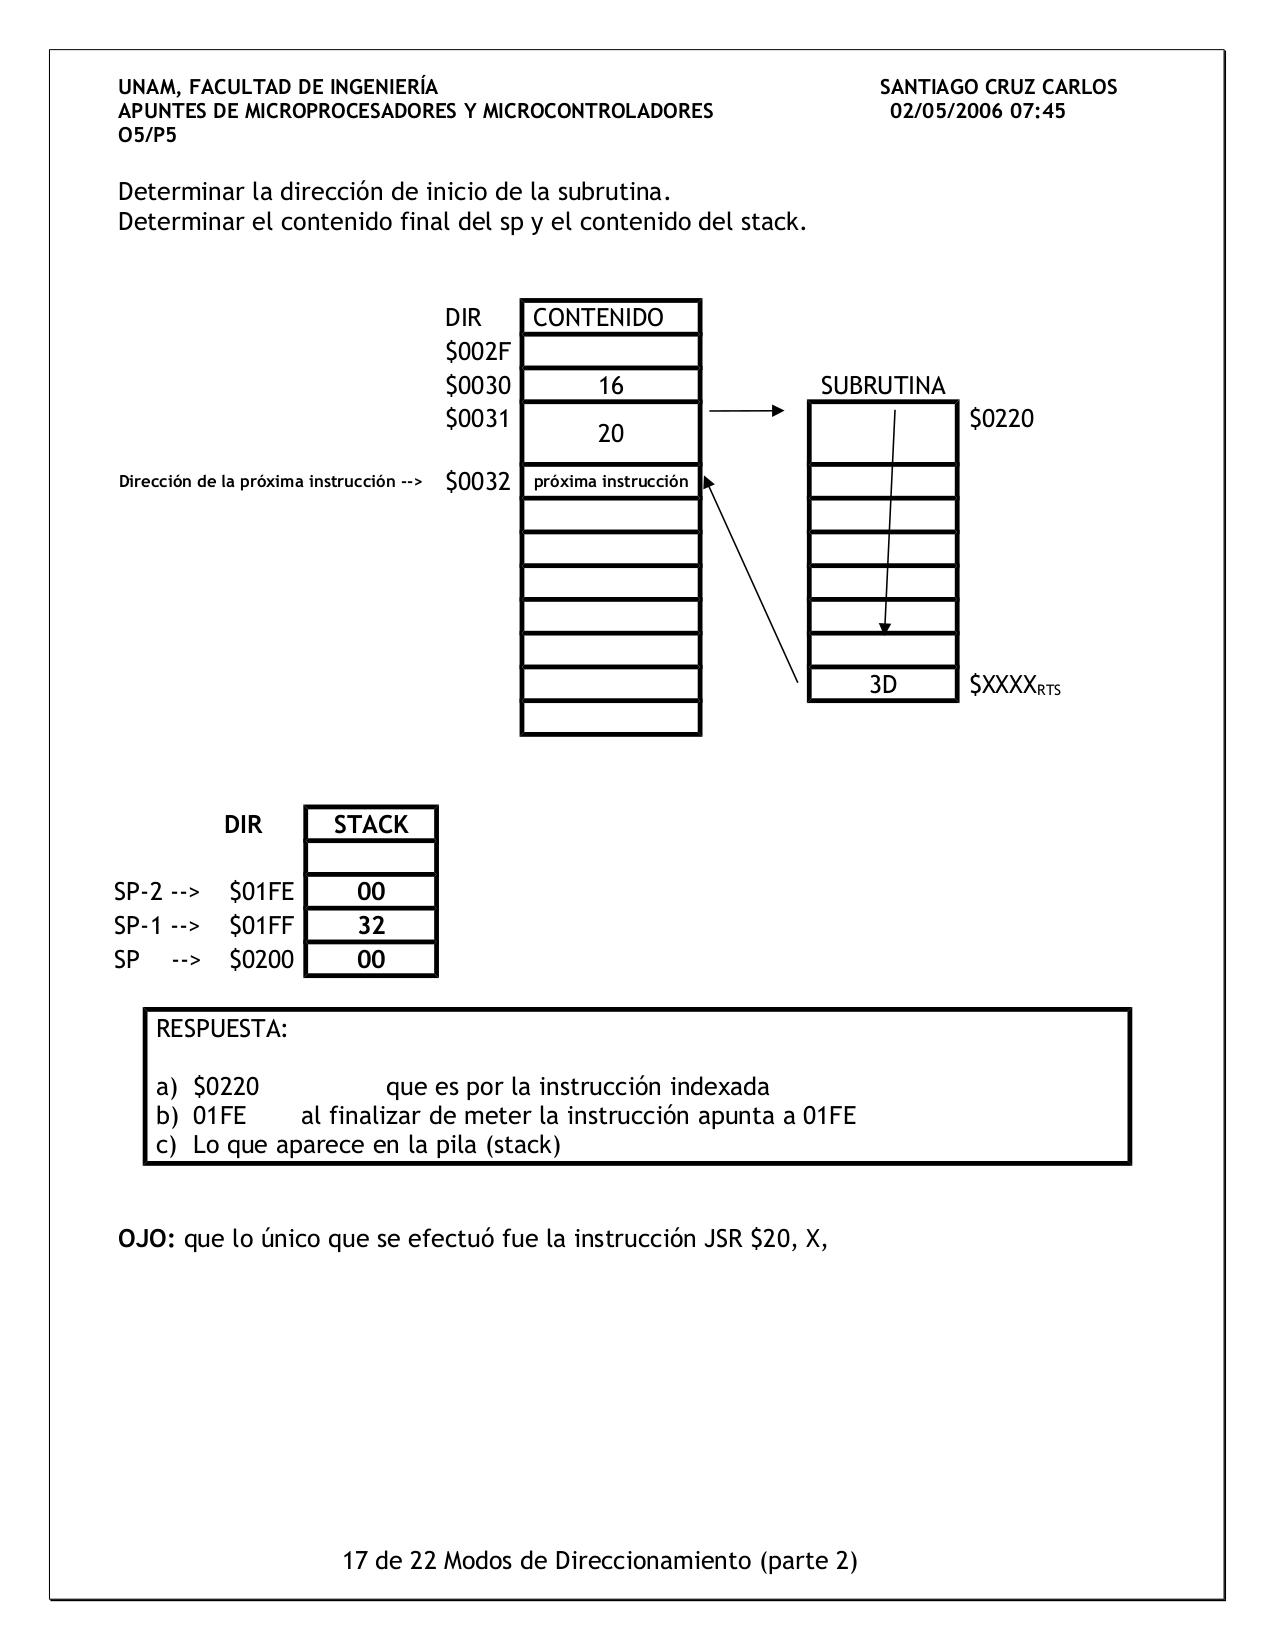 UNAM, FACULTAD DE INGENIERÍA SANTIAGO CRUZ CARLOS
APUNTES DE MICROPROCESADORES Y MICROCONTROLADORES 02/05/2006 07:45
O5/P5
Determinar la dirección de inicio de la subrutina.
Determinar el contenido final del sp y el contenido del stack.
DIR CONTENIDO
$002F
$0030 16 SUBRUTINA
$0031 20 $0220
Dirección de la próxima instrucción --> $0032 próxima instrucción
3D $XXXXRTS
DIR STACK
SP-2 --> $01FE 00
SP-1 --> $01FF 32
SP --> $0200 00
RESPUESTA:
a) $0220 que es por la instrucción indexada
b) 01FE al finalizar de meter la instrucción apunta a 01FE
c) Lo que aparece en la pila (stack)
OJO: que lo único que se efectuó fue la instrucción JSR $20, X,
17 de 22 Modos de Direccionamiento (parte 2)